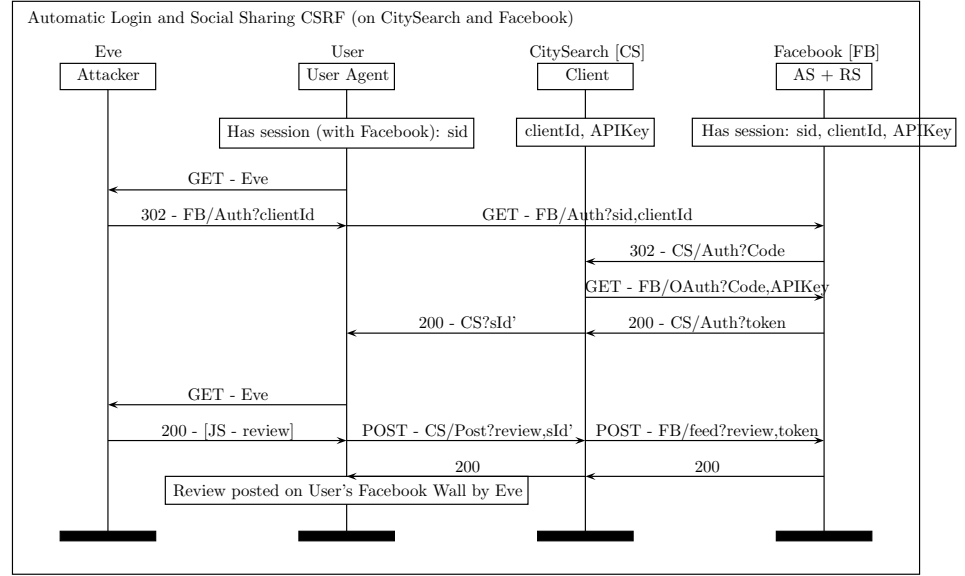 Automatic Login and Social Sharing CSRF (on CitySearch and Facebook)
Eve
User
CitySearch [CS]
Facebook [FB]
Attacker
User Agent
Client
AS + RS
Has session (with Facebook): sid
clientId, APIKey
Has session: sid, clientId, APIKey
GET - Eve
302 - FB/Auth?clientId
GET - FB/Auth?sid,clientId
302 - CS/Auth?Code
GET - FB/OAuth?Code,APIKey
200 - CS?sId'
200 - CS/Auth?token
GET - Eve
200 - [JS - review]
POST - CS/Post?review,sId'
POST - FB/feed?review,token
200
200
Review posted on User's Facebook Wall by Eve